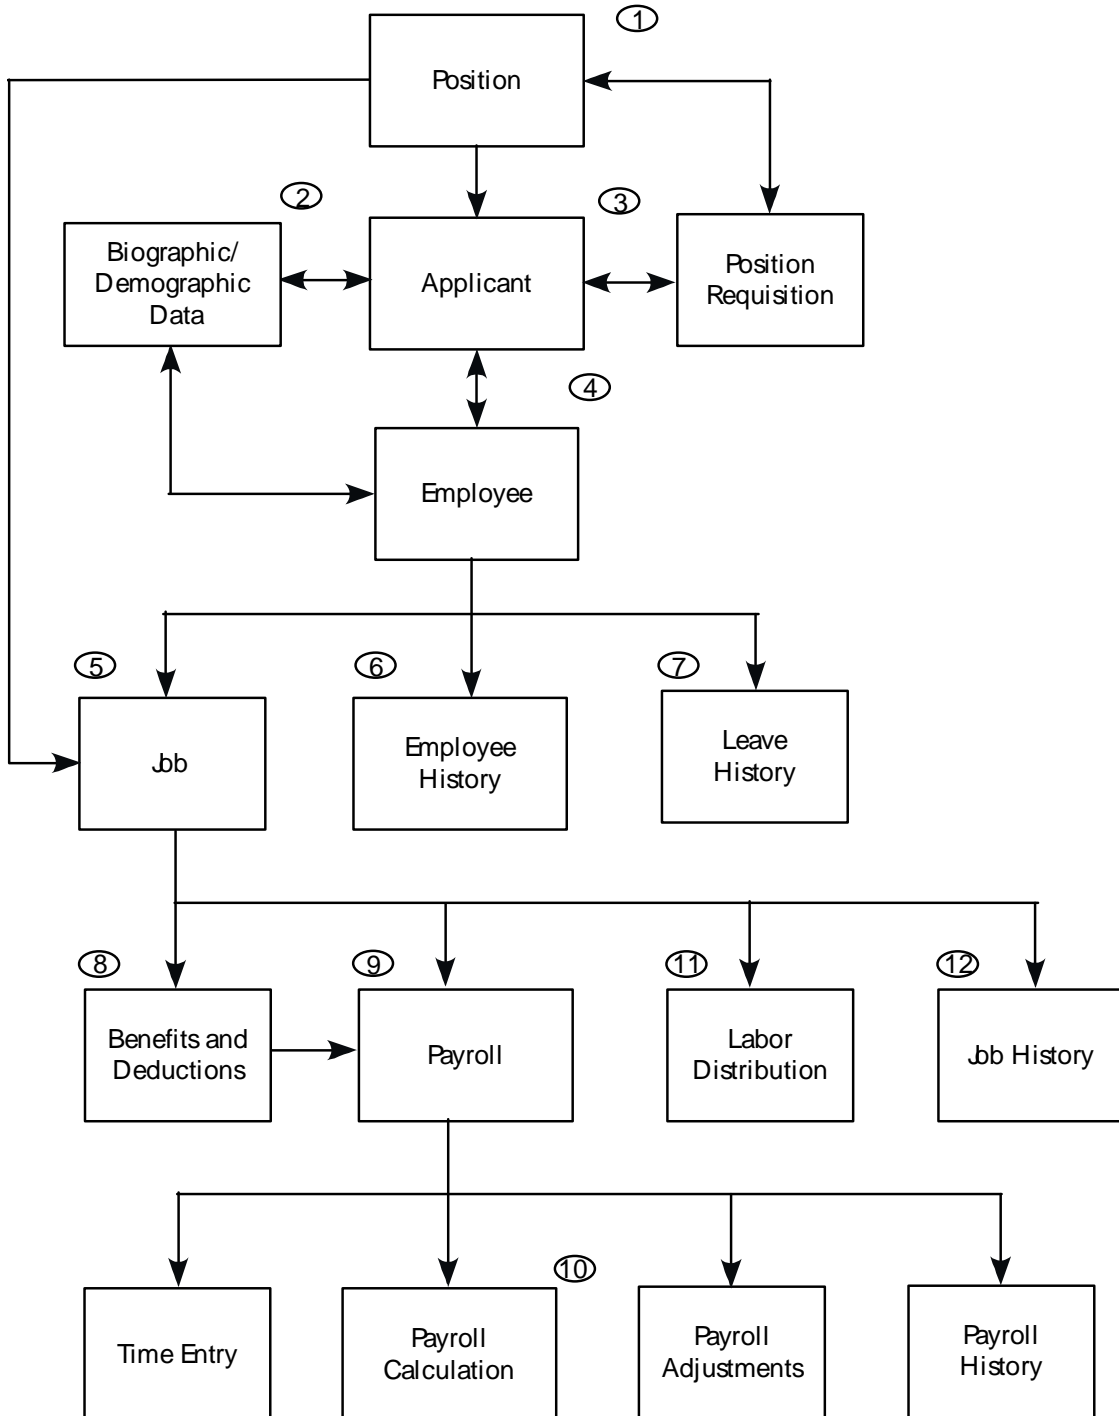 1
Position
2
3
Biographic/
Demographic
Data
Applicant
Position
Requisition
4
Employee
5
6
7
Job
Employee
History
Leave
History
8
9
11
12
Benefits and
Deductions
Payroll
Labor
Distribution
Job History
10
Time Entry
Payroll
Calculation
Payroll
Adjustments
Payroll
History